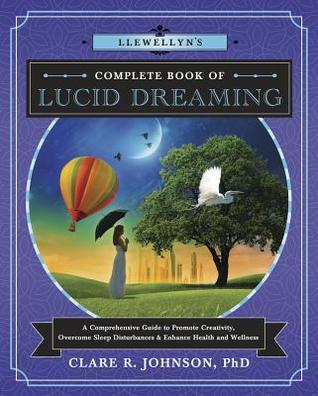 LLEWELLYN'S
COMPLETE BOOK OF
LUCID DREAMING
A Comprehensive Guide to Promote Creativity,
Overcome Sleep Disturbances & Enhance Health and Wellness
CLARE R. JOHNSON, PhD